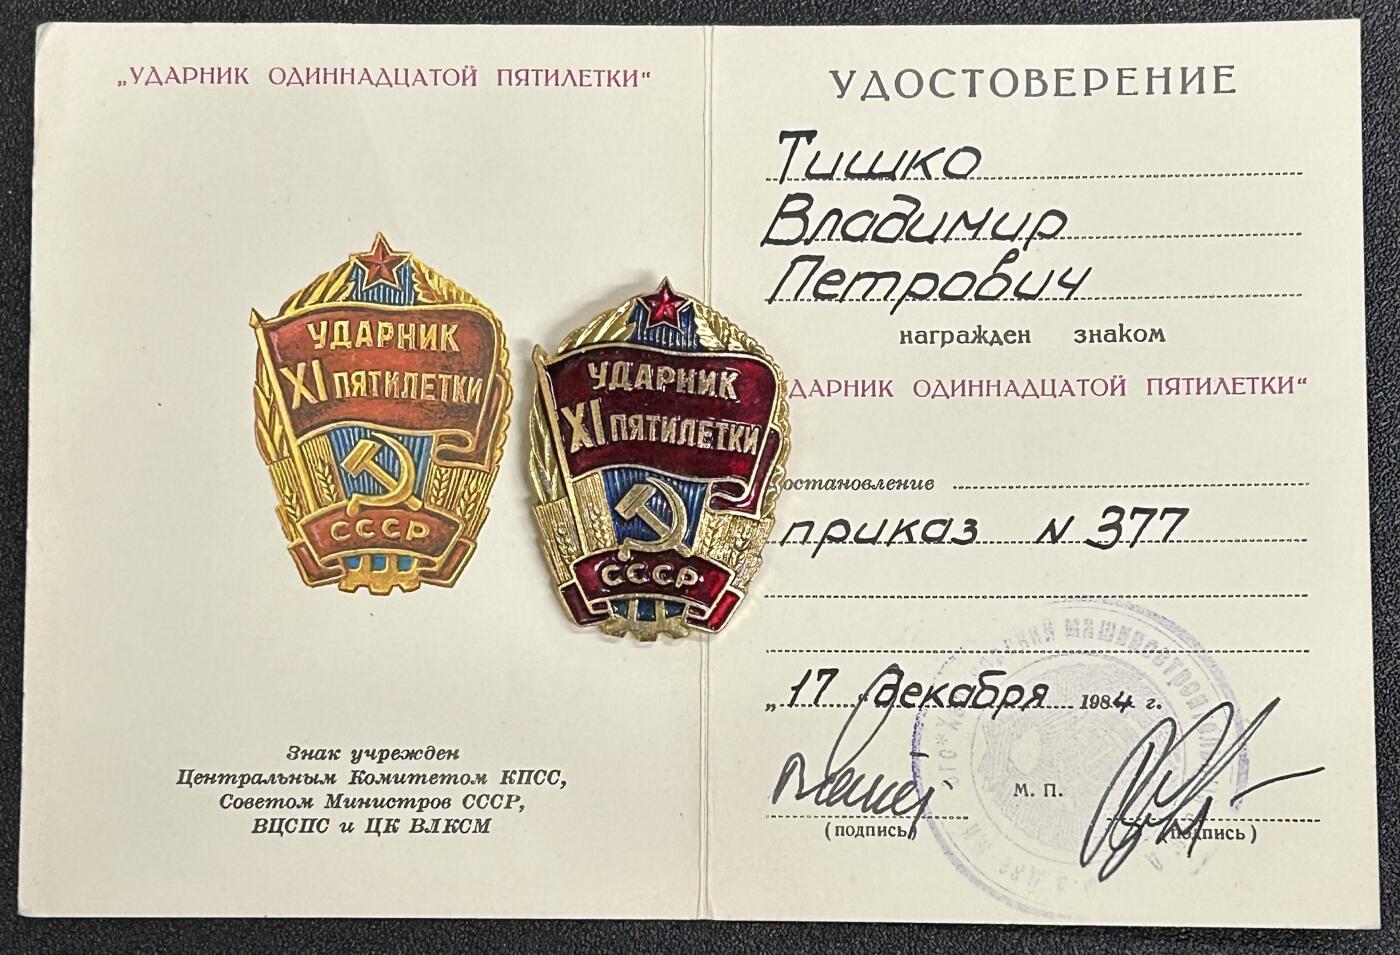 „УДАРНИК ОДИННАДЦАТОЙ ПЯТИЛЕТКИ“
УДАРНИК
XI ПЯТИЛЕТКИ
СССР
Знак учрежден
Центральным Комитетом КПСС,
Советом Министров СССР,
ВЦСПС и ЦК ВЛКСМ
УДАРНИК
XI ПЯТИЛЕТКИ
СССР
УДОСТОВЕРЕНИЕ
Тишко
Владимир
Петрович
награжден знаком
УДАРНИК ОДИННАДЦАТОЙ ПЯТИЛЕТКИ“
остановление
приказ N 377
„17“ декабря 1984 г.
М. П.
(подпись)
(подпись)